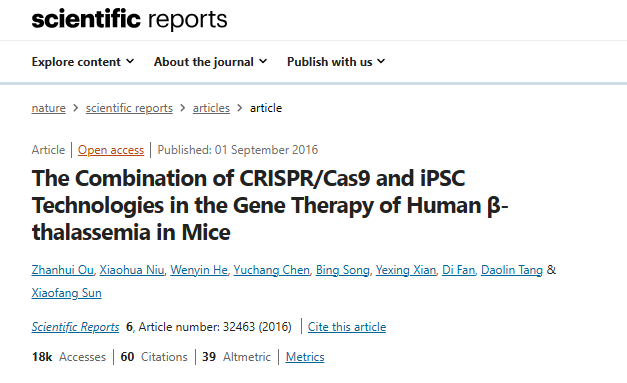 scientific reports
Explore content About the journal Publish with us
nature > scientific reports > articles > article
Article | Open access | Published: 01 September 2016
The Combination of CRISPR/Cas9 and iPSC
Technologies in the Gene Therapy of Human β-
thalassemia in Mice
Zhanhui Ou, Xiaohua Niu, Wenyin He, Yuchang Chen, Bing Song, Yexing Xian, Di Fan, Daolin Tang &
Xiaofang Sun
Scientific Reports 6, Article number: 32463 (2016) | Cite this article
18k Accesses | 60 Citations | 39 Altmetric | Metrics